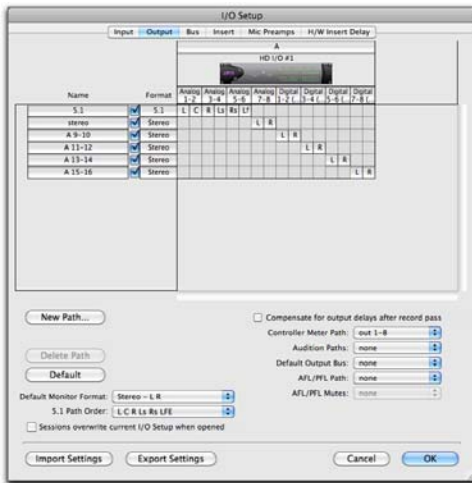 I/O Setup
Input Output Bus Insert Mic Preamps H/W Insert Delay
A
HD I/O #1
Name Format Analog 1-2 Analog 3-4 Analog 5-6 Analog 7-8 Digital 1-2 (... Digital 3-4 (... Digital 5-6 (... Digital 7-8 (...
5.1 5.1 L C R Ls Rs Lf
stereo Stereo L R
A 9-10 Stereo L R
A 11-12 Stereo L R
A 13-14 Stereo L R
A 15-16 Stereo L R
New Path...
Compensate for output delays after record pass
Controller Meter Path: out 1-8
Delete Path
Audition Paths: none
Default
Default Output Bus: none
AFL/PFL Path: none
Default Monitor Format: Stereo - L R
AFL/PFL Mutes: none
5.1 Path Order: L C R Ls Rs LFE
Sessions overwrite current I/O Setup when opened
Import Settings Export Settings Cancel OK